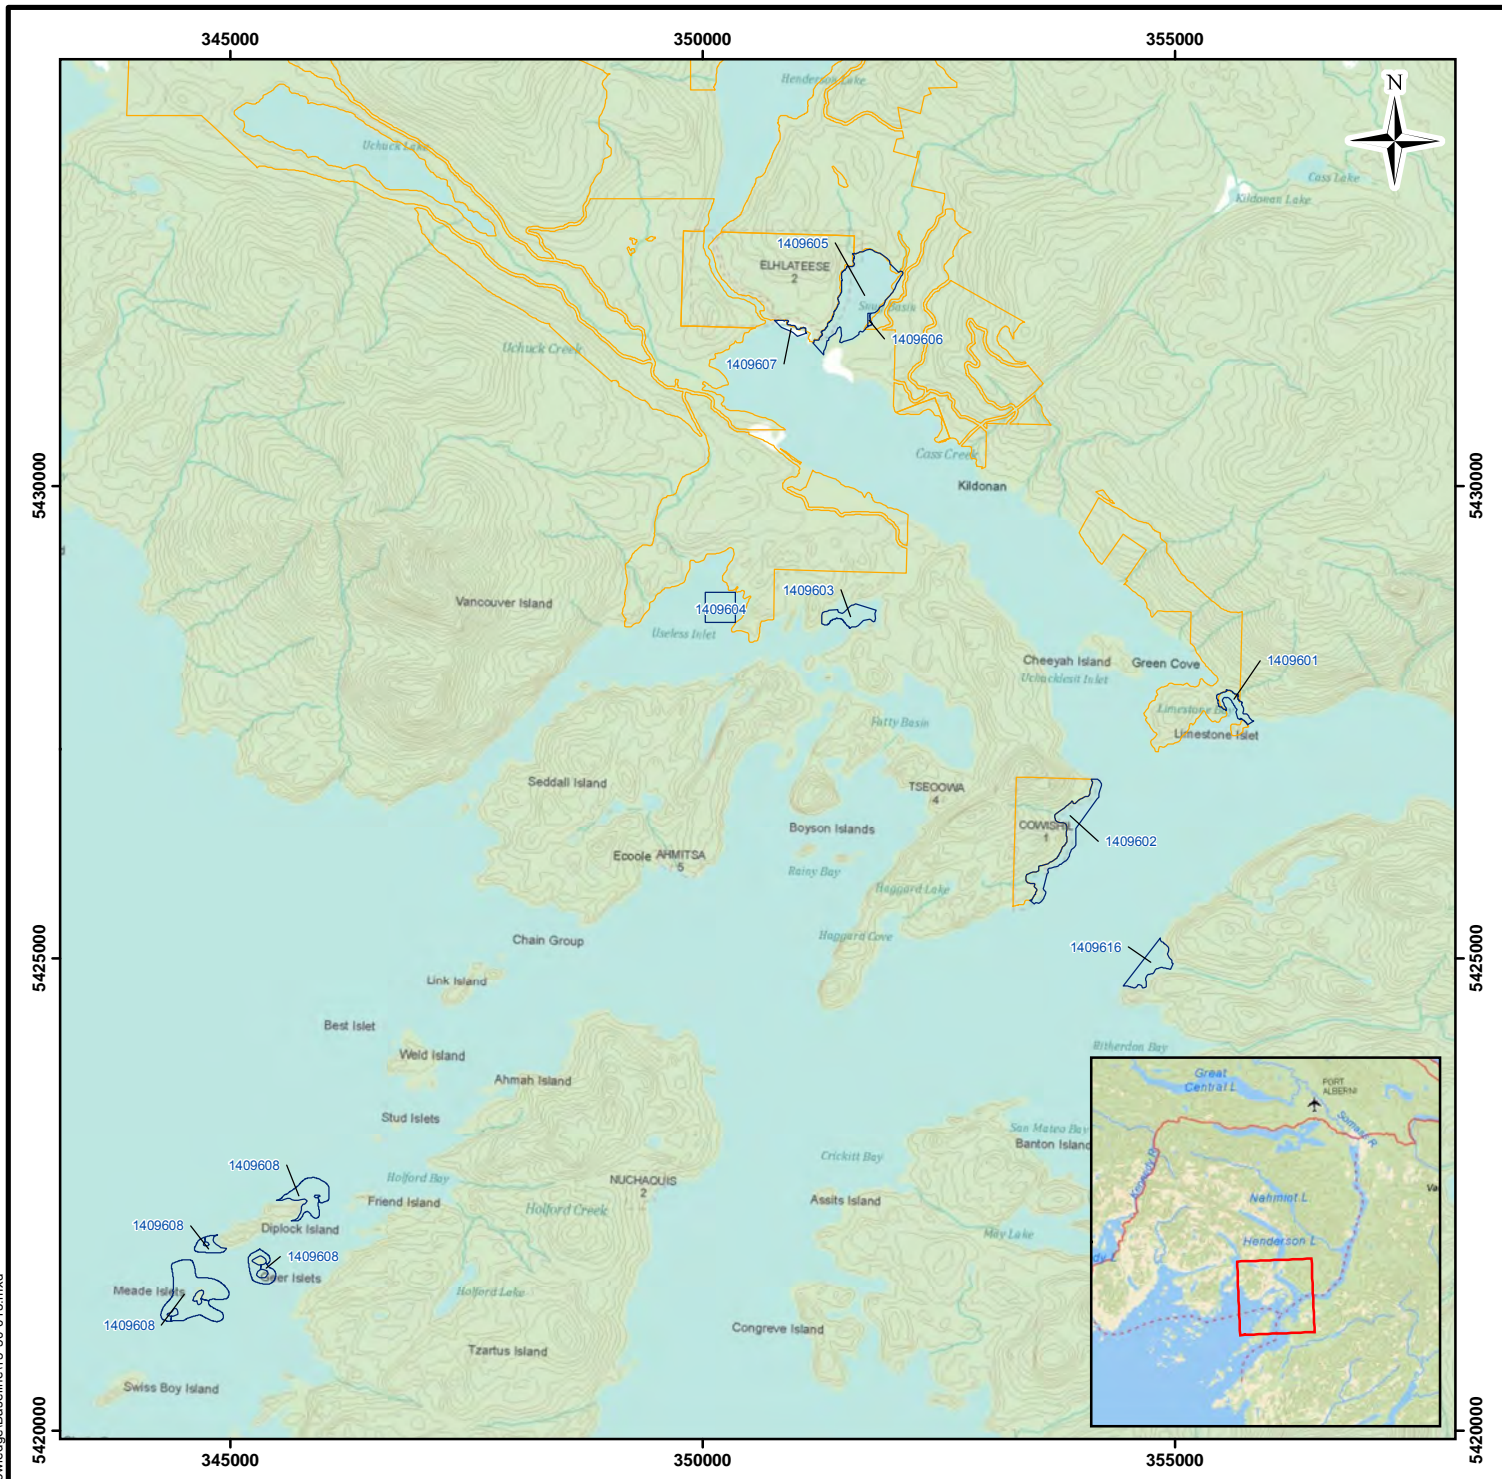 345000
350000
355000
N
Henderson Lake
Uchuck Lake
Cass Lake
Kildonan Lake
1409605
ELHLATEESE
2
1409606
1409607
Uchuck Creek
Cass Creek
5430000
Kildonan
5430000
1409603
Vancouver Island
1409604
Useless Inlet
Cheeyah Island
Green Cove
1409601
Uchucklesit Inlet
Limestone Islet
Fatty Basin
Seddall Island
TSEOOWA
4
Boyson Islands
1
1409602
Ecoole
AHMITSA
5
Rainy Bay
Haggard Lake
Haggard Cove
Chain Group
1409616
5425000
5425000
Link Island
Best Islet
Weld Island
Ritherdon Bay
Ahmah Island
Great
Central L
PORT
ALBERNI
Stud Islets
San Mateo Bay
Banton Island
Crickitt Bay
1409608
Holford Bay
NUCHAQUIS
2
Kennedy R
Nahmint L
Friend Island
Assits Island
Holford Creek
1409608
Diplock Island
May Lake
Henderson L
1409608
Geer Islets
Meade Islets
Holford Lake
1409608
Congreve Island
Tzartus Island
Swiss Boy Island
5420000
5420000
345000
350000
355000